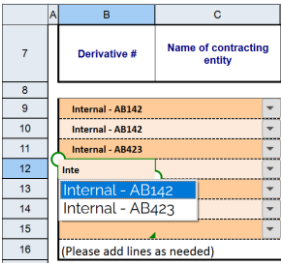 A B C
7 Derivative # Name of contracting
entity
8
9 Internal - AB142
10 Internal - AB142
11 Internal - AB423
12 Inte
13 Internal - AB142
14 Internal - AB423
15
16 (Please add lines as needed)